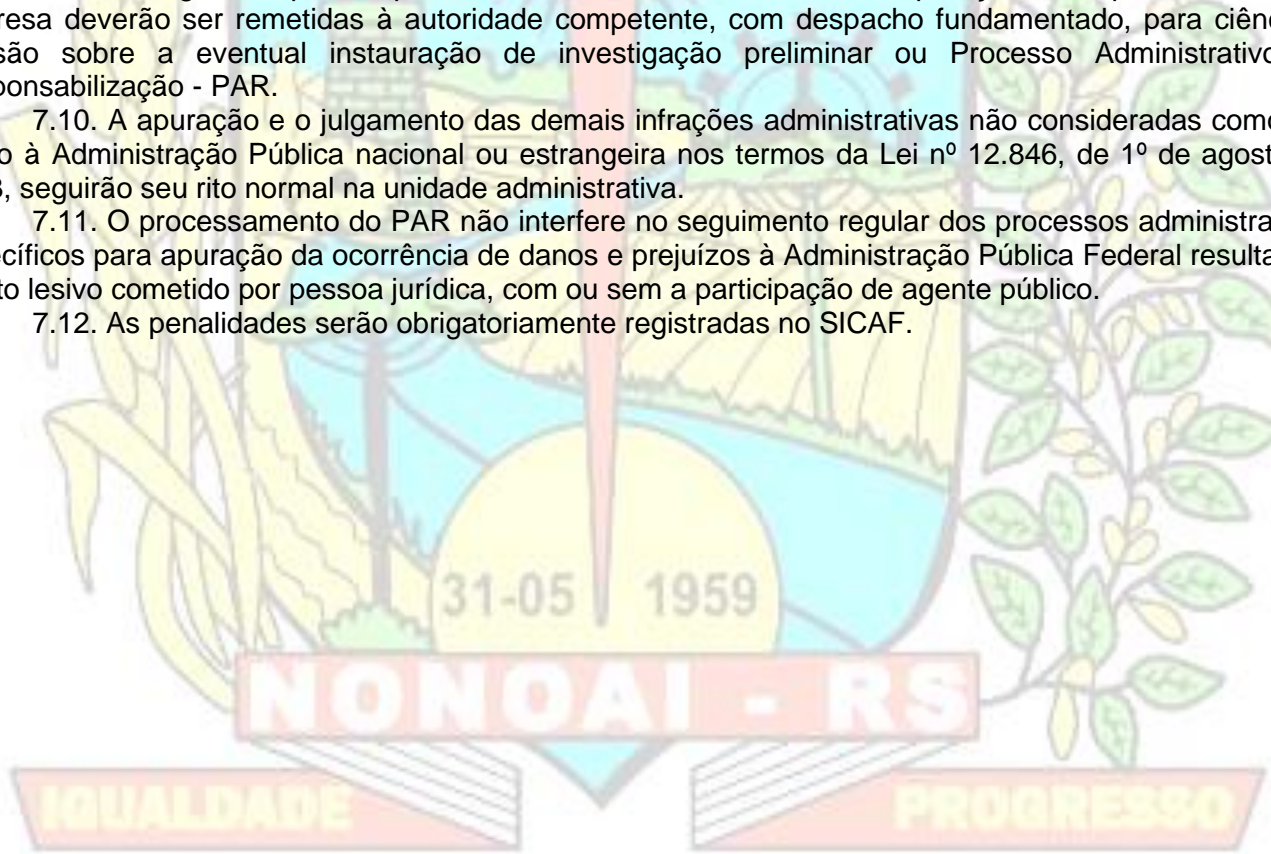 resa deverão ser remetidas à autoridade competente, com despacho fundamentado, para ciên
são sobre a eventual instauração de investigação preliminar ou Processo Administrativo
ponsabilização - PAR.
7.10. A apuração e o julgamento das demais infrações administrativas não consideradas como
o à Administração Pública nacional ou estrangeira nos termos da Lei nº 12.846, de 1º de agost
, seguirão seu rito normal na unidade administrativa.
7.11. O processamento do PAR não interfere no seguimento regular dos processos administra
cíficos para apuração da ocorrência de danos e prejuízos à Administração Pública Federal resulta
to lesivo cometido por pessoa jurídica, com ou sem a participação de agente público.
7.12. As penalidades serão obrigatoriamente registradas no SICAF.
31-05 1959
NONOAI - RS
IGUALDADE PROGRESSO